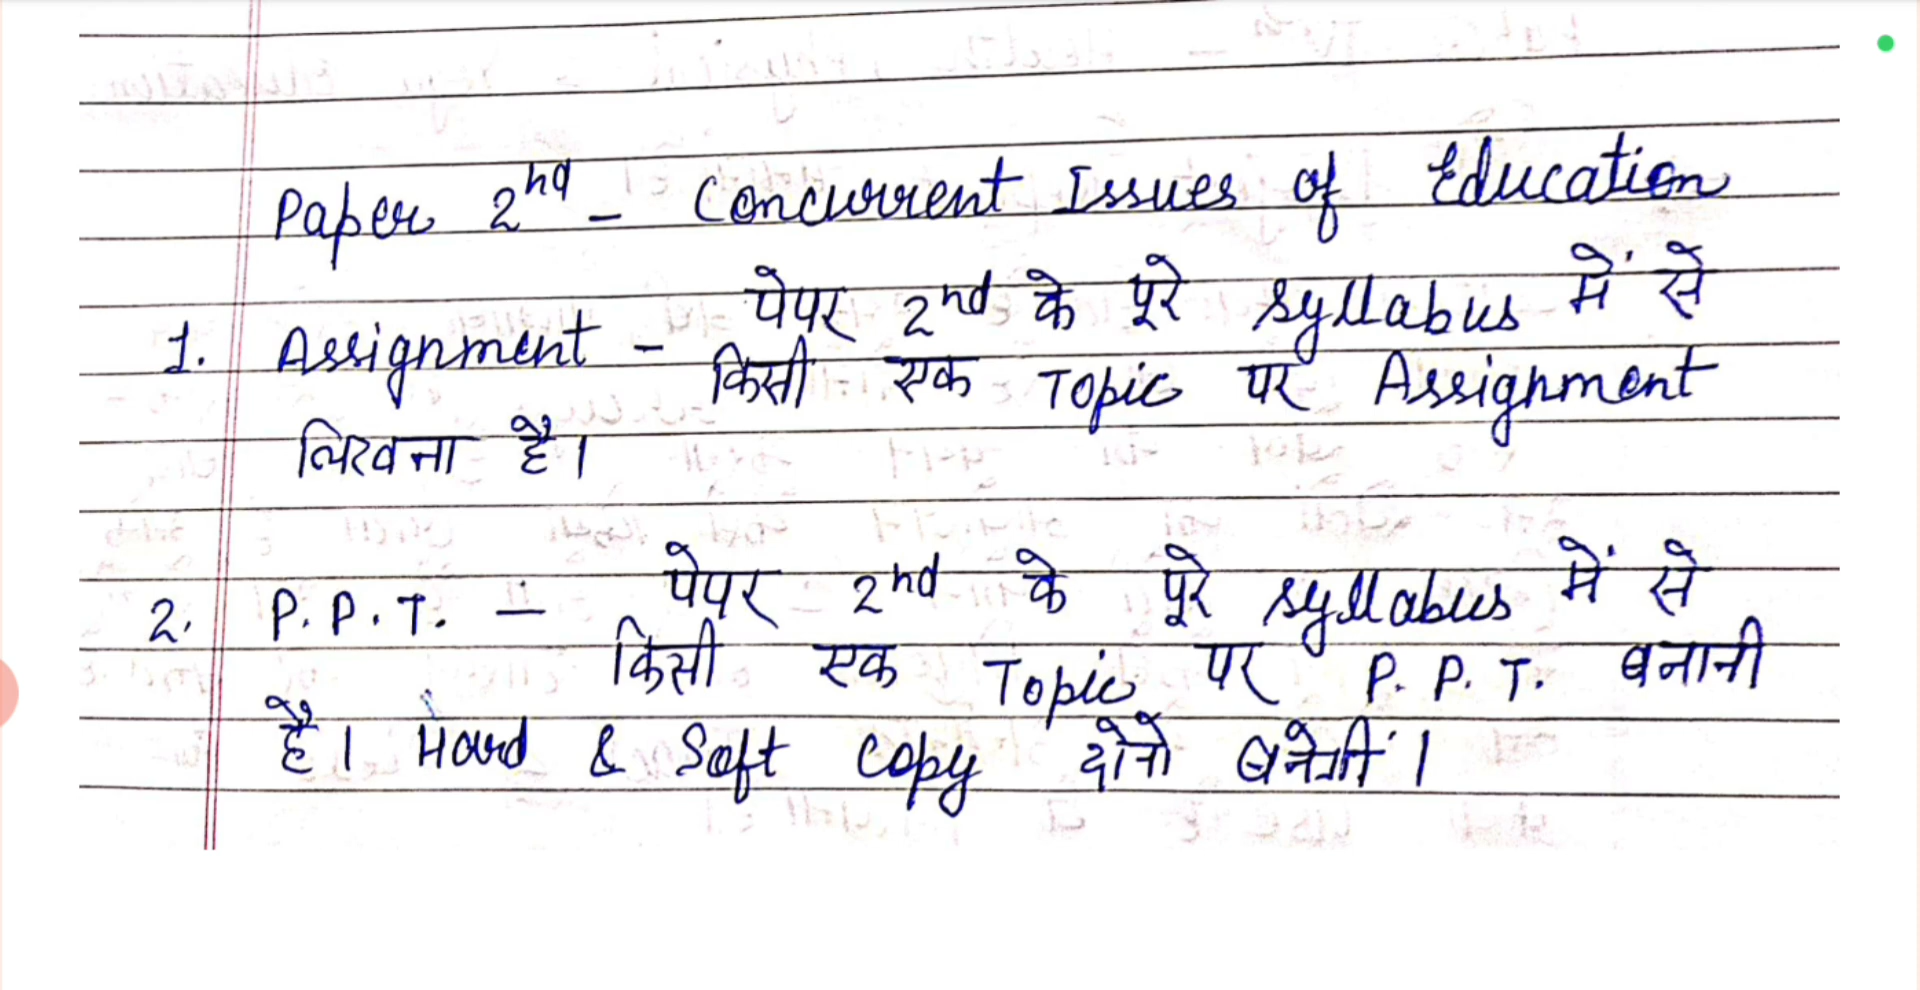 Paper 2nd - Concurrent Issues of Education
1. Assignment - पेपर 2nd के पूरे syllabus में से
किसी एक Topic पर Assignment
लिखना है।
2. P.P.T. - पेपर 2nd के पूरे syllabus में से
किसी एक Topic पर P.P.T. बनानी
है। Hard & Soft copy दोनो बनेगीं।